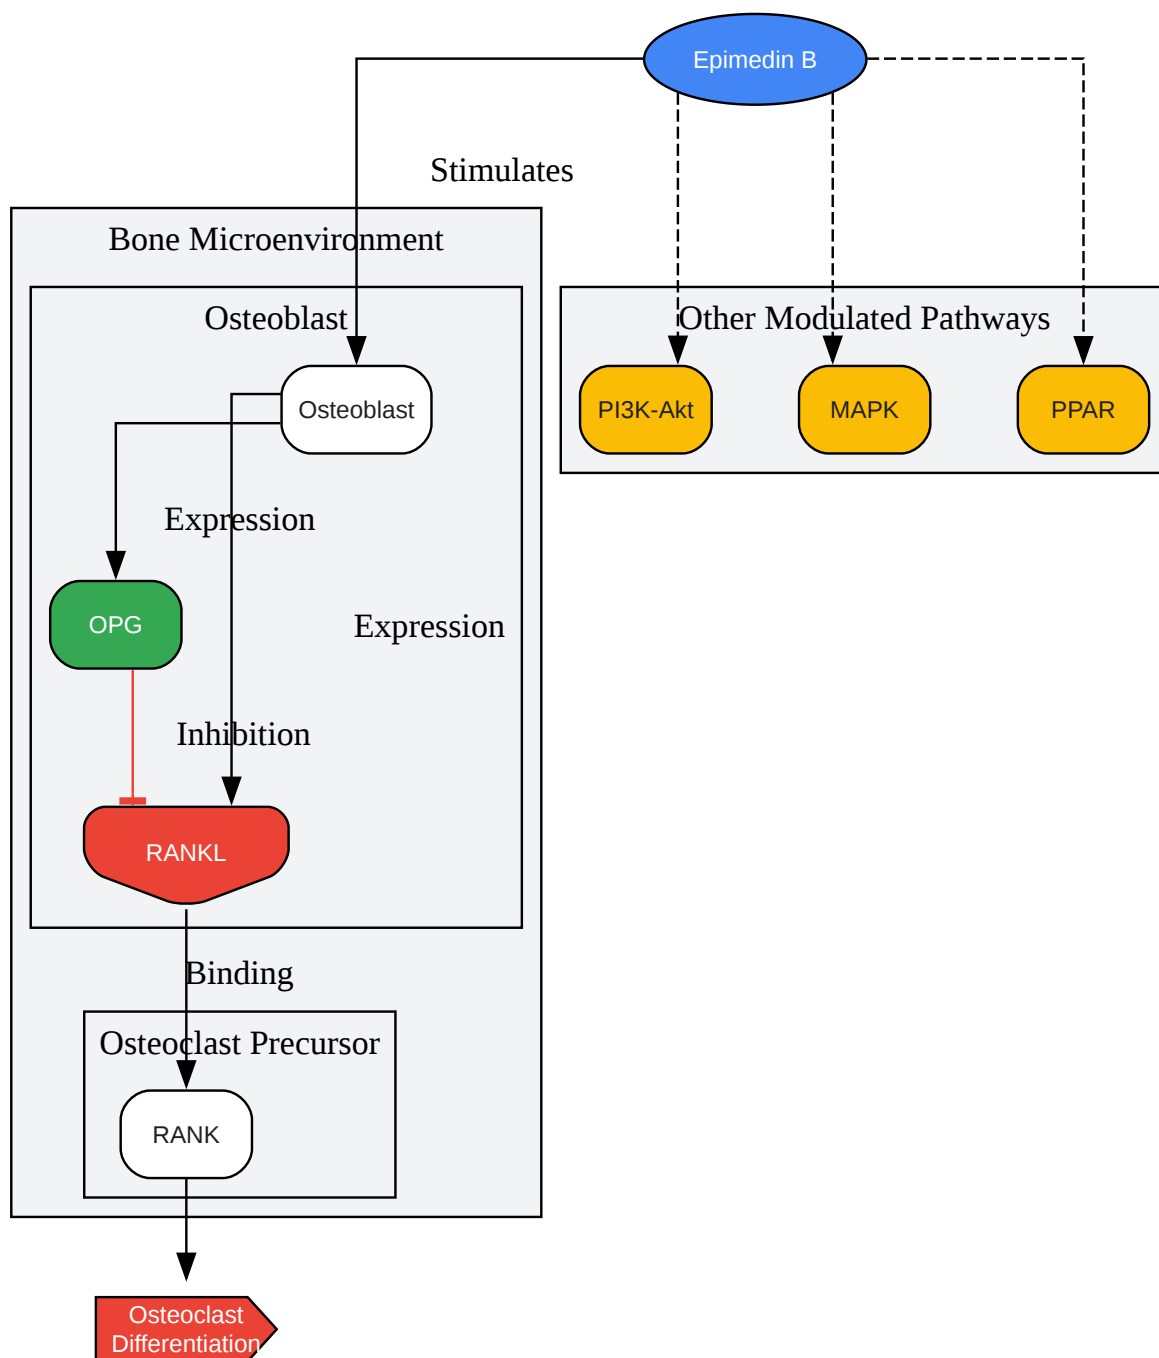 Epimedin B
Stimulates
Bone Microenvironment
Osteoblast
Other Modulated Pathways
Osteoblast
PI3K-Akt
MAPK
PPAR
Expression
OPG
Expression
Inhibition
RANKL
Binding
Osteoclast Precursor
RANK
Osteoclast
Differentiation